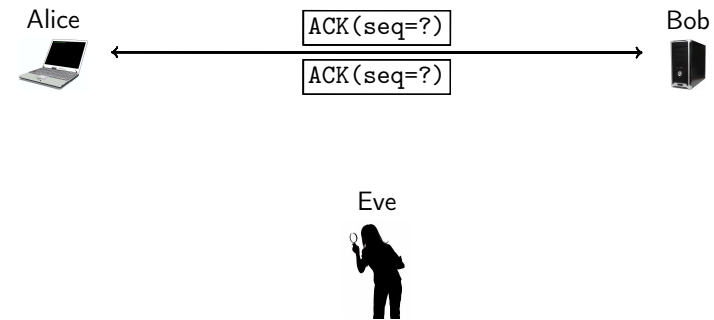 Alice
Bob
ACK(seq=?)
ACK(seq=?)
Eve